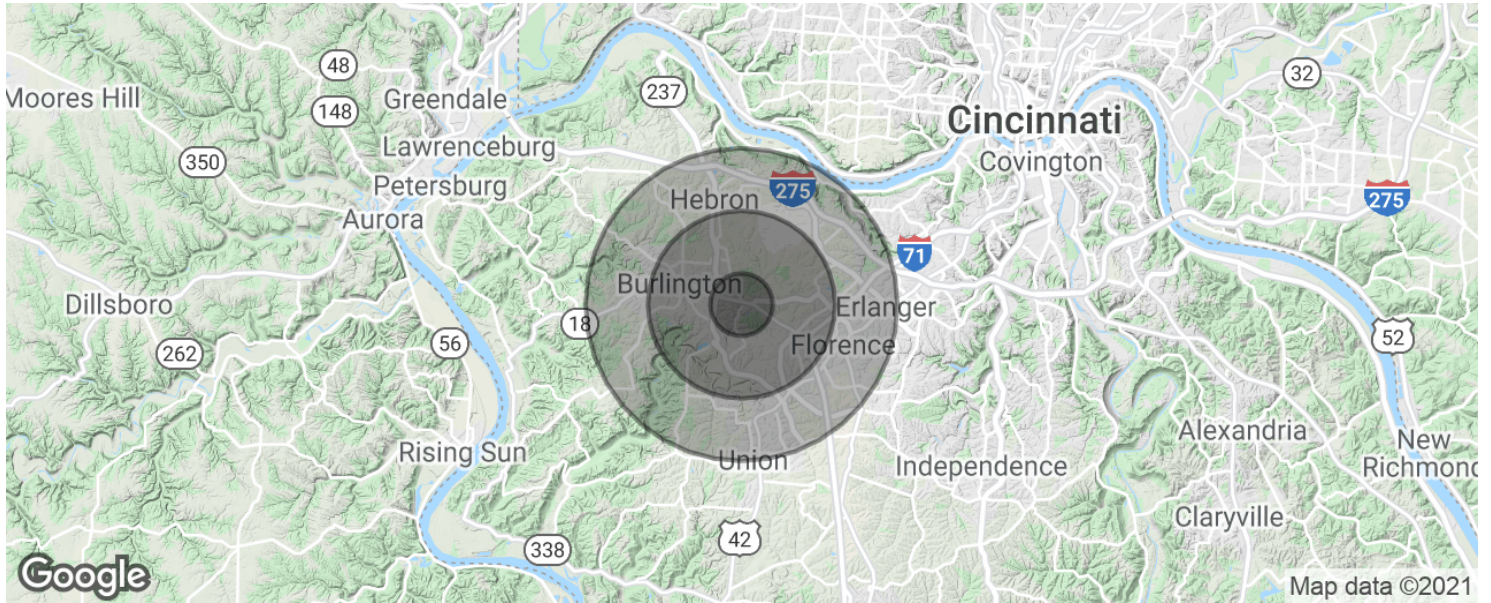 48
237
32
Moores Hill
Greendale
148
Cincinnati
Lawrenceburg
350
Covington
Petersburg
275
275
Hebron
Aurora
71
Burlington
Dillsboro
Erlanger
18
56
Florence
52
262
Alexandria
New
Richmond
Rising Sun
Union
Independence
Claryville
42
338
Google
Map data ©2021